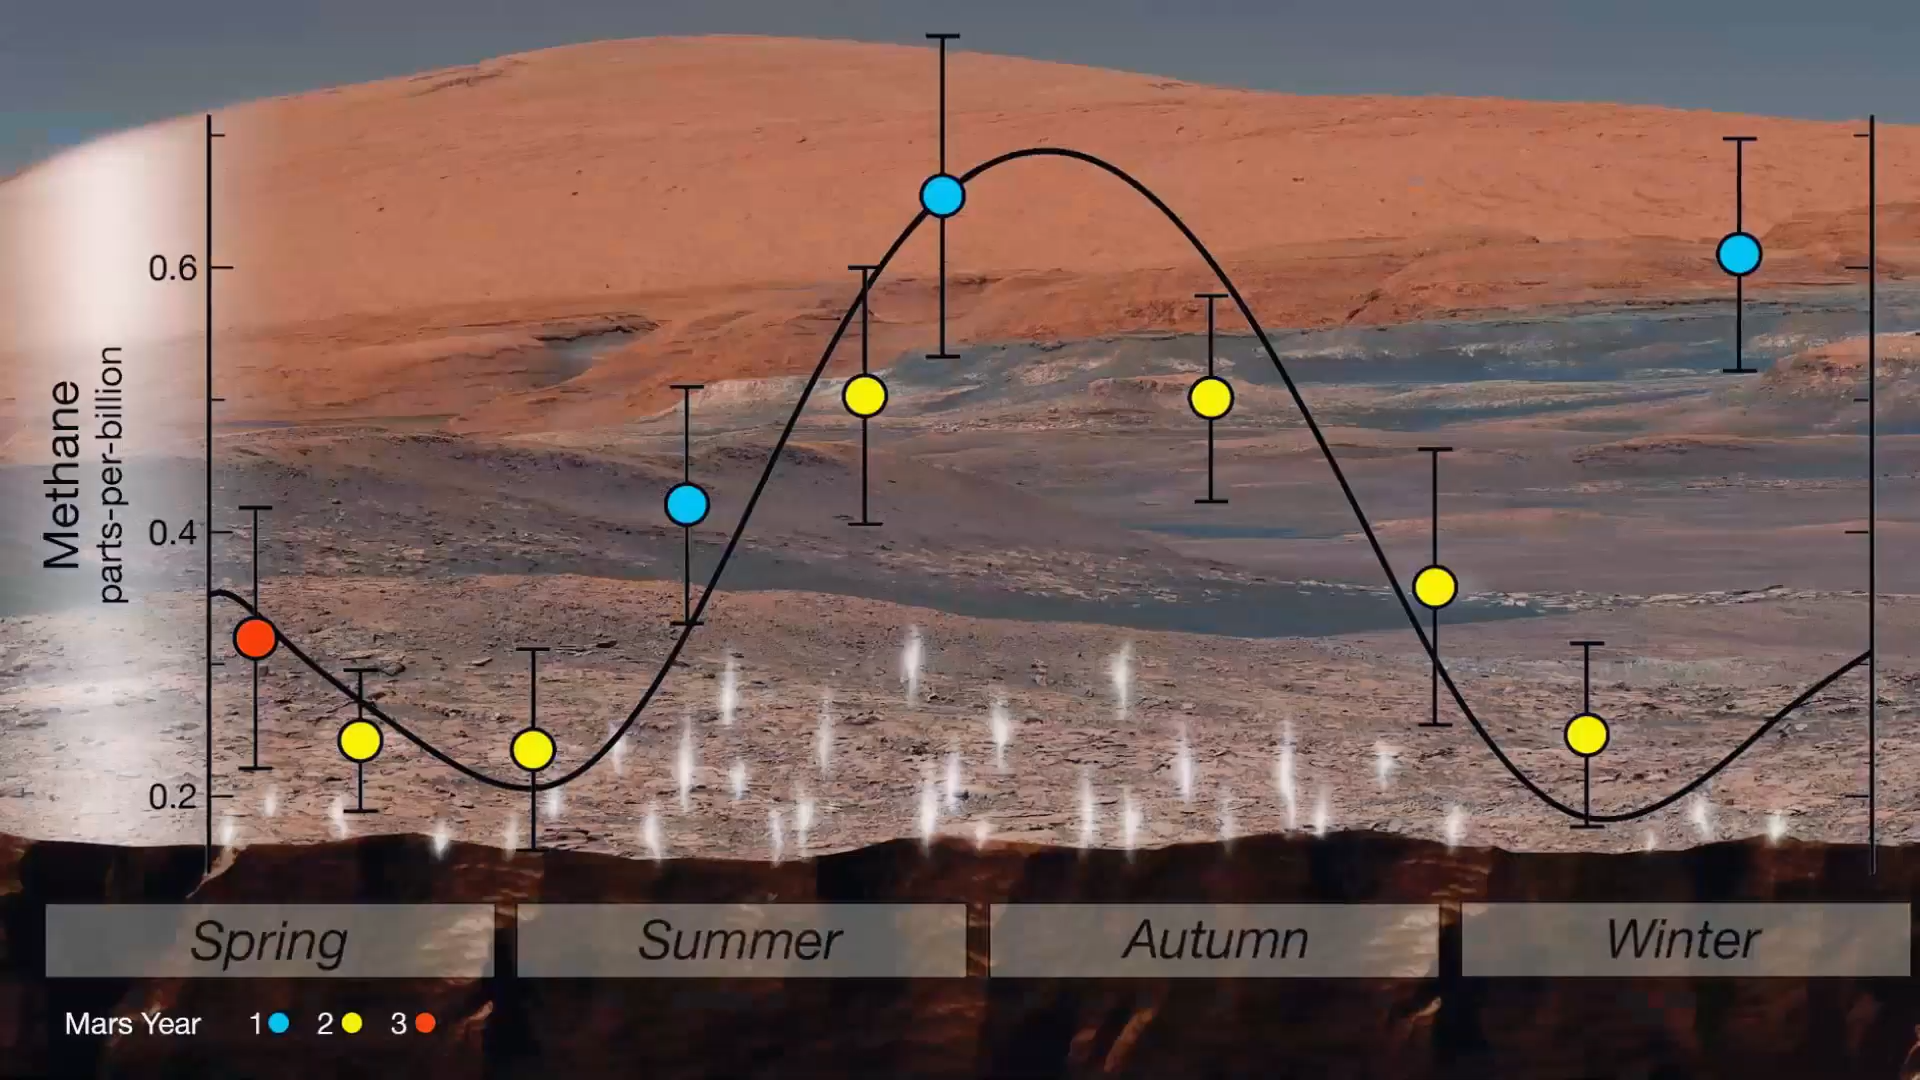 0.6
0.4
0.2
Methane
parts-per-billion
Spring
Summer
Autumn
Winter
Mars Year 1 2 3